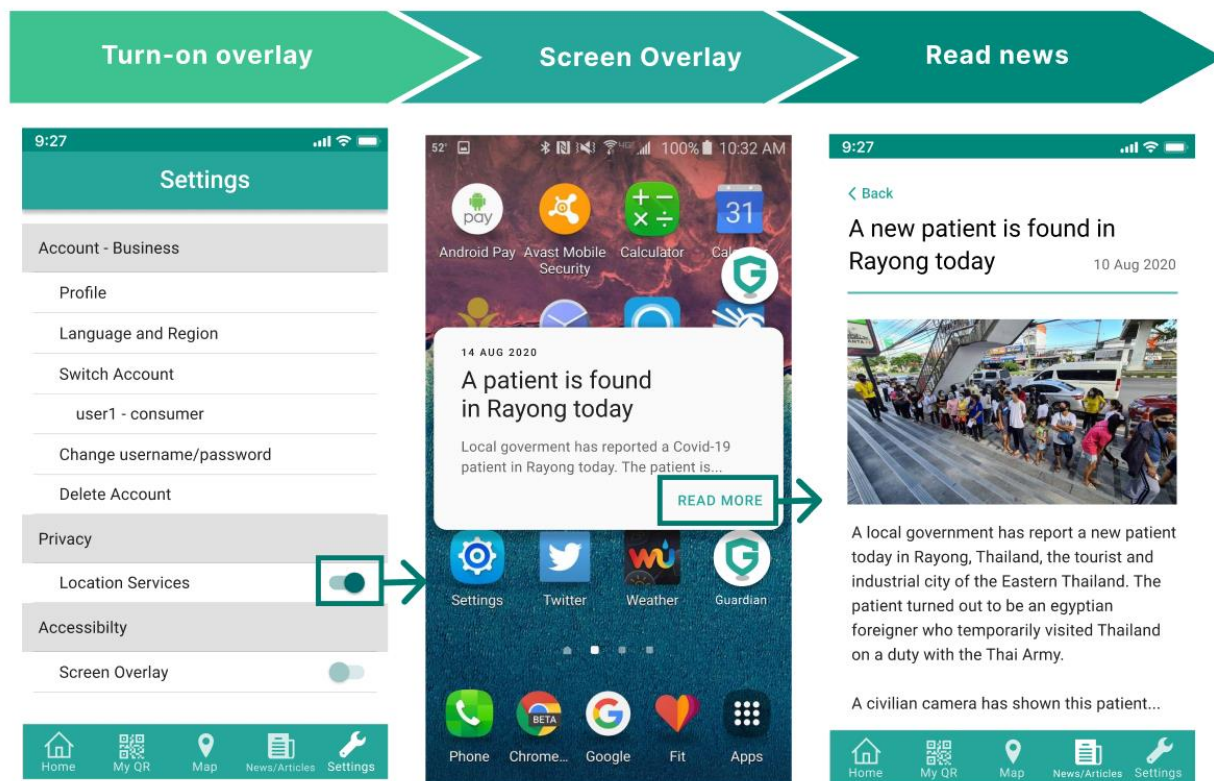 Turn-on overlay
Screen Overlay
Read news
9:27
Settings
Account - Business
Profile
Language and Region
Switch Account
user1 - consumer
Change username/password
Delete Account
Privacy
Location Services
Accessibilty
Screen Overlay
Home
My QR
Map
News/Articles
Settings
52°
4G
100%
10:32 AM
pay
31
Android Pay
Avast Mobile
Security
Calculator
14 AUG 2020
A patient is found
in Rayong today
Local goverment has reported a Covid-19
patient in Rayong today. The patient is...
READ MORE
Settings
Twitter
Weather
Guardian
BETA
Phone
Chrome...
Google
Fit
Apps
9:27
Back
A new patient is found in
Rayong today
10 Aug 2020
A local government has report a new patient
today in Rayong, Thailand, the tourist and
industrial city of the Eastern Thailand. The
patient turned out to be an egyptian
foreigner who temporarily visited Thailand
on a duty with the Thai Army.
A civilian camera has shown this patient...
Home
My QR
Map
News/Articles
Settings